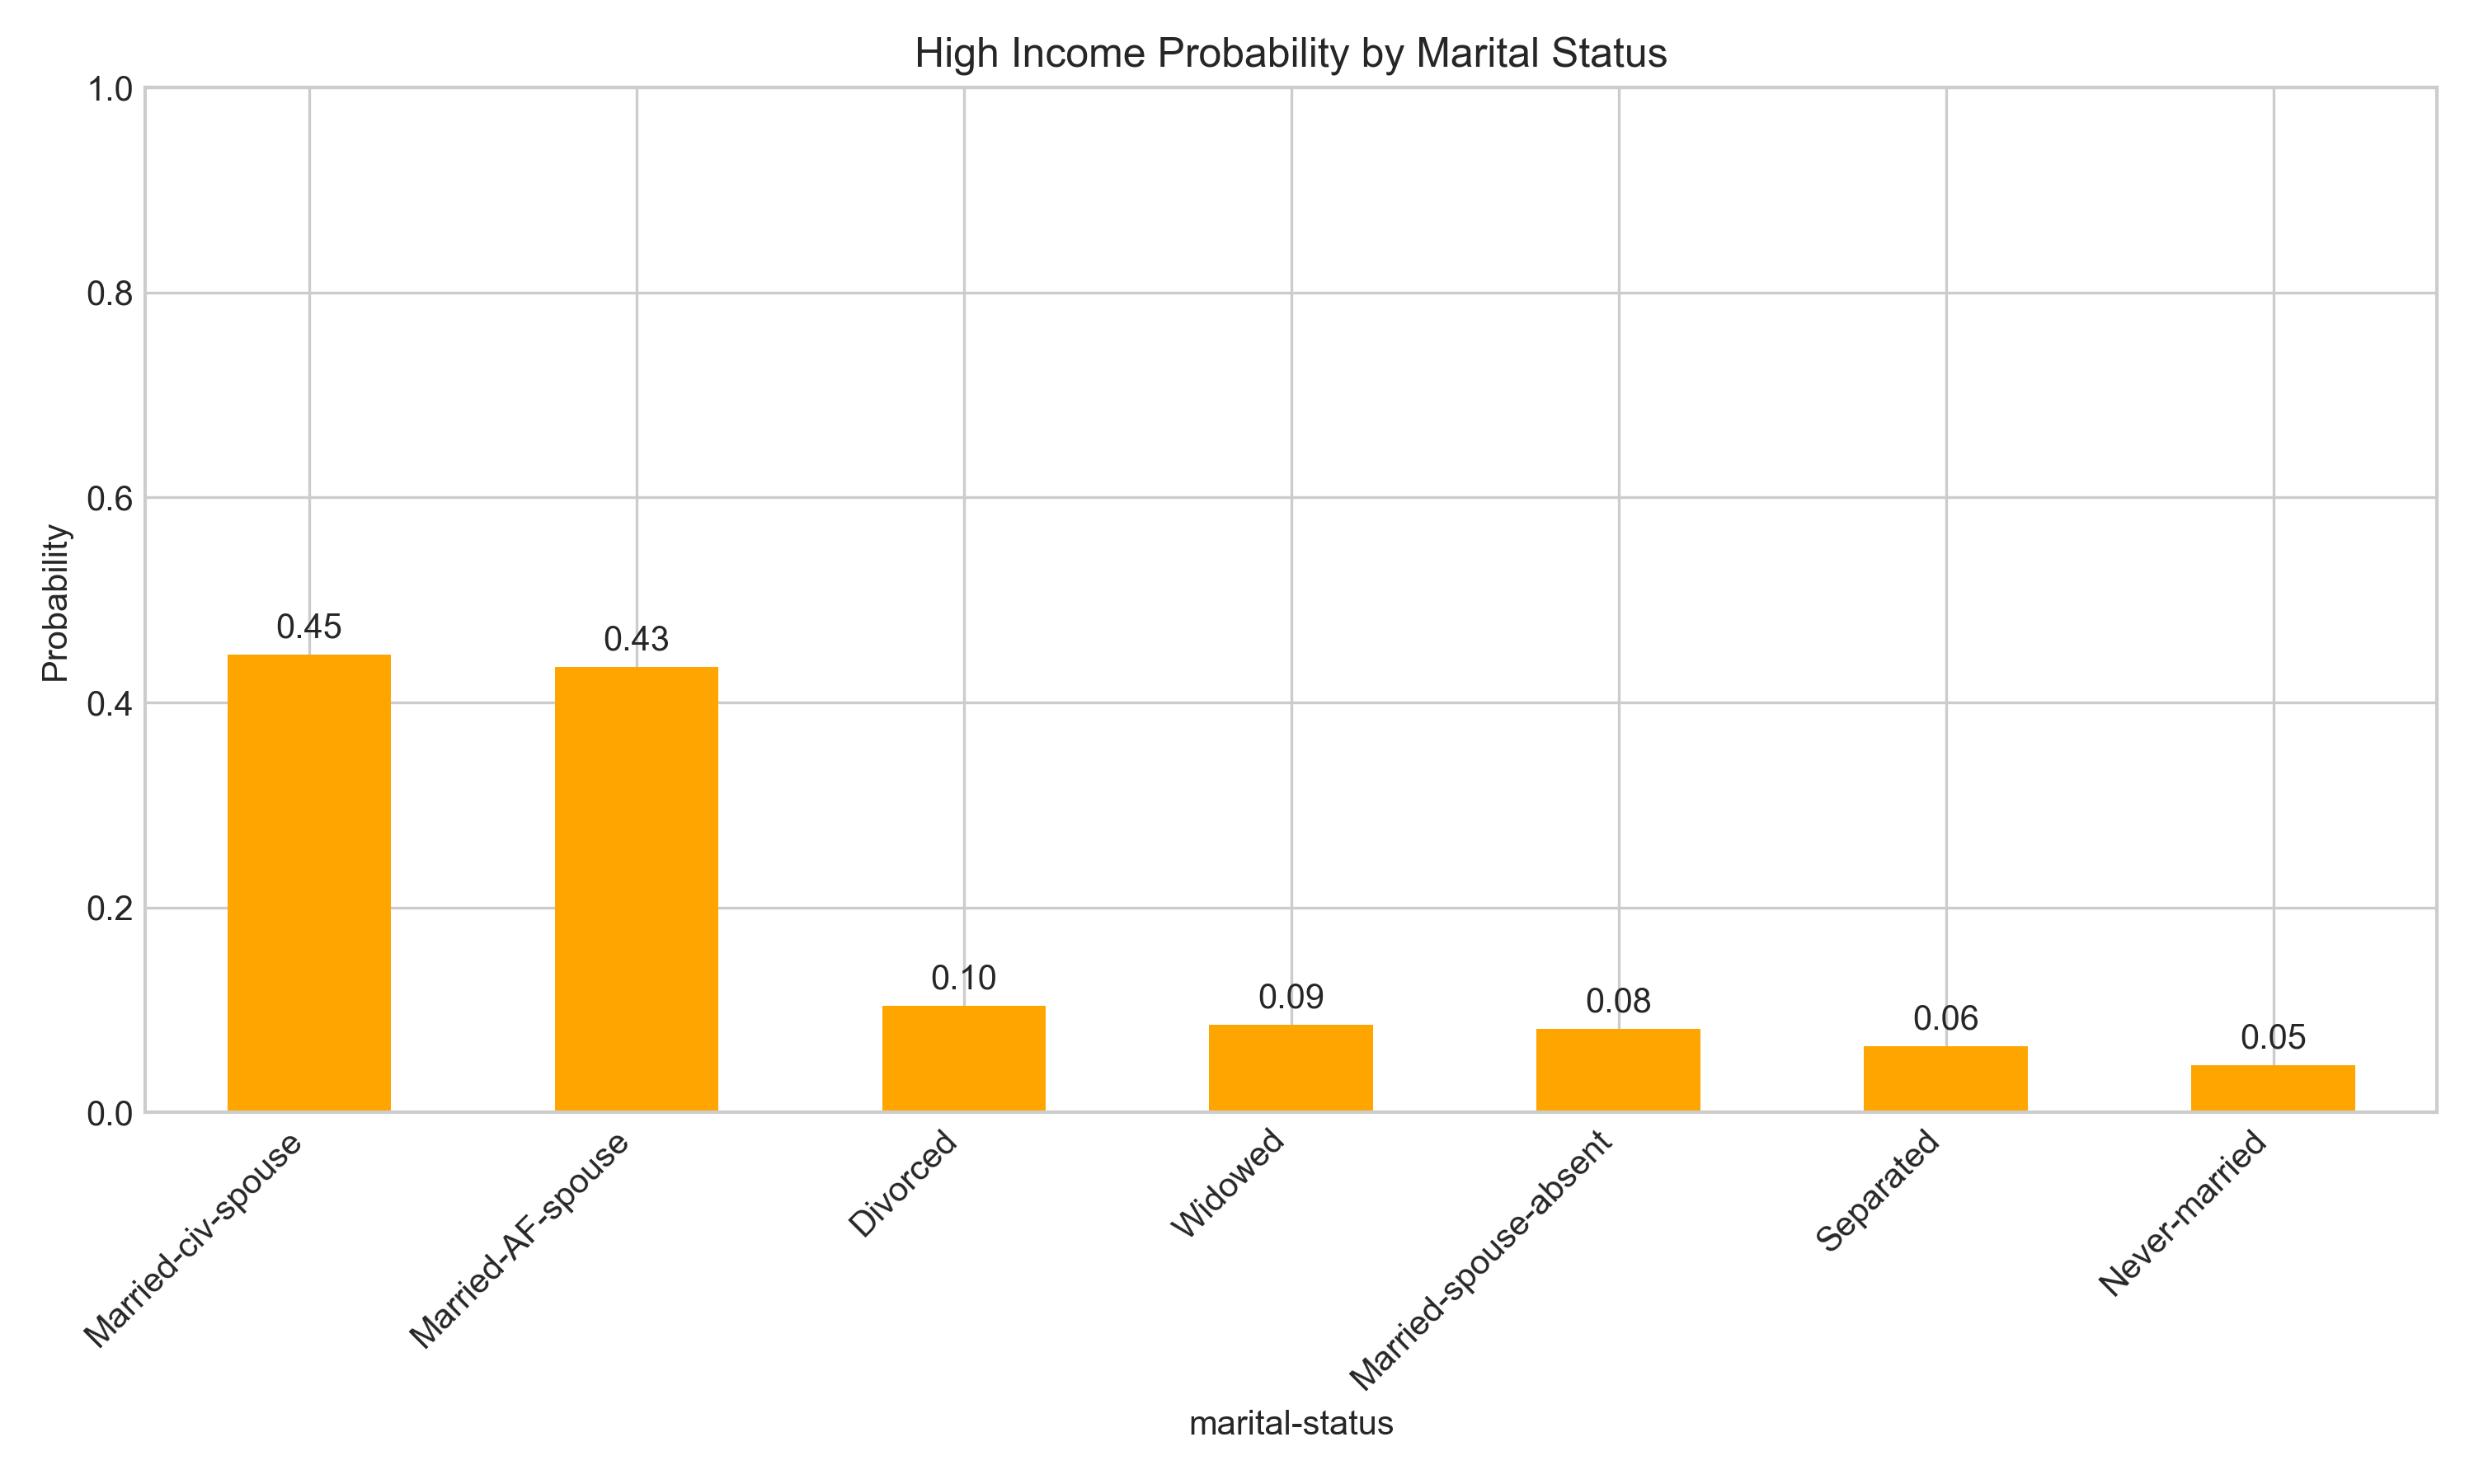 High Income Probability by Marital Status
1.0
0.8
0.6
0.4
0.2
0.0
Probability
0.45
0.43
0.10
0.09
0.08
0.06
0.05
Married-civ-spouse
Married-AF-spouse
Divorced
Widowed
Married-spouse-absent
Separated
Never-married
marital-status